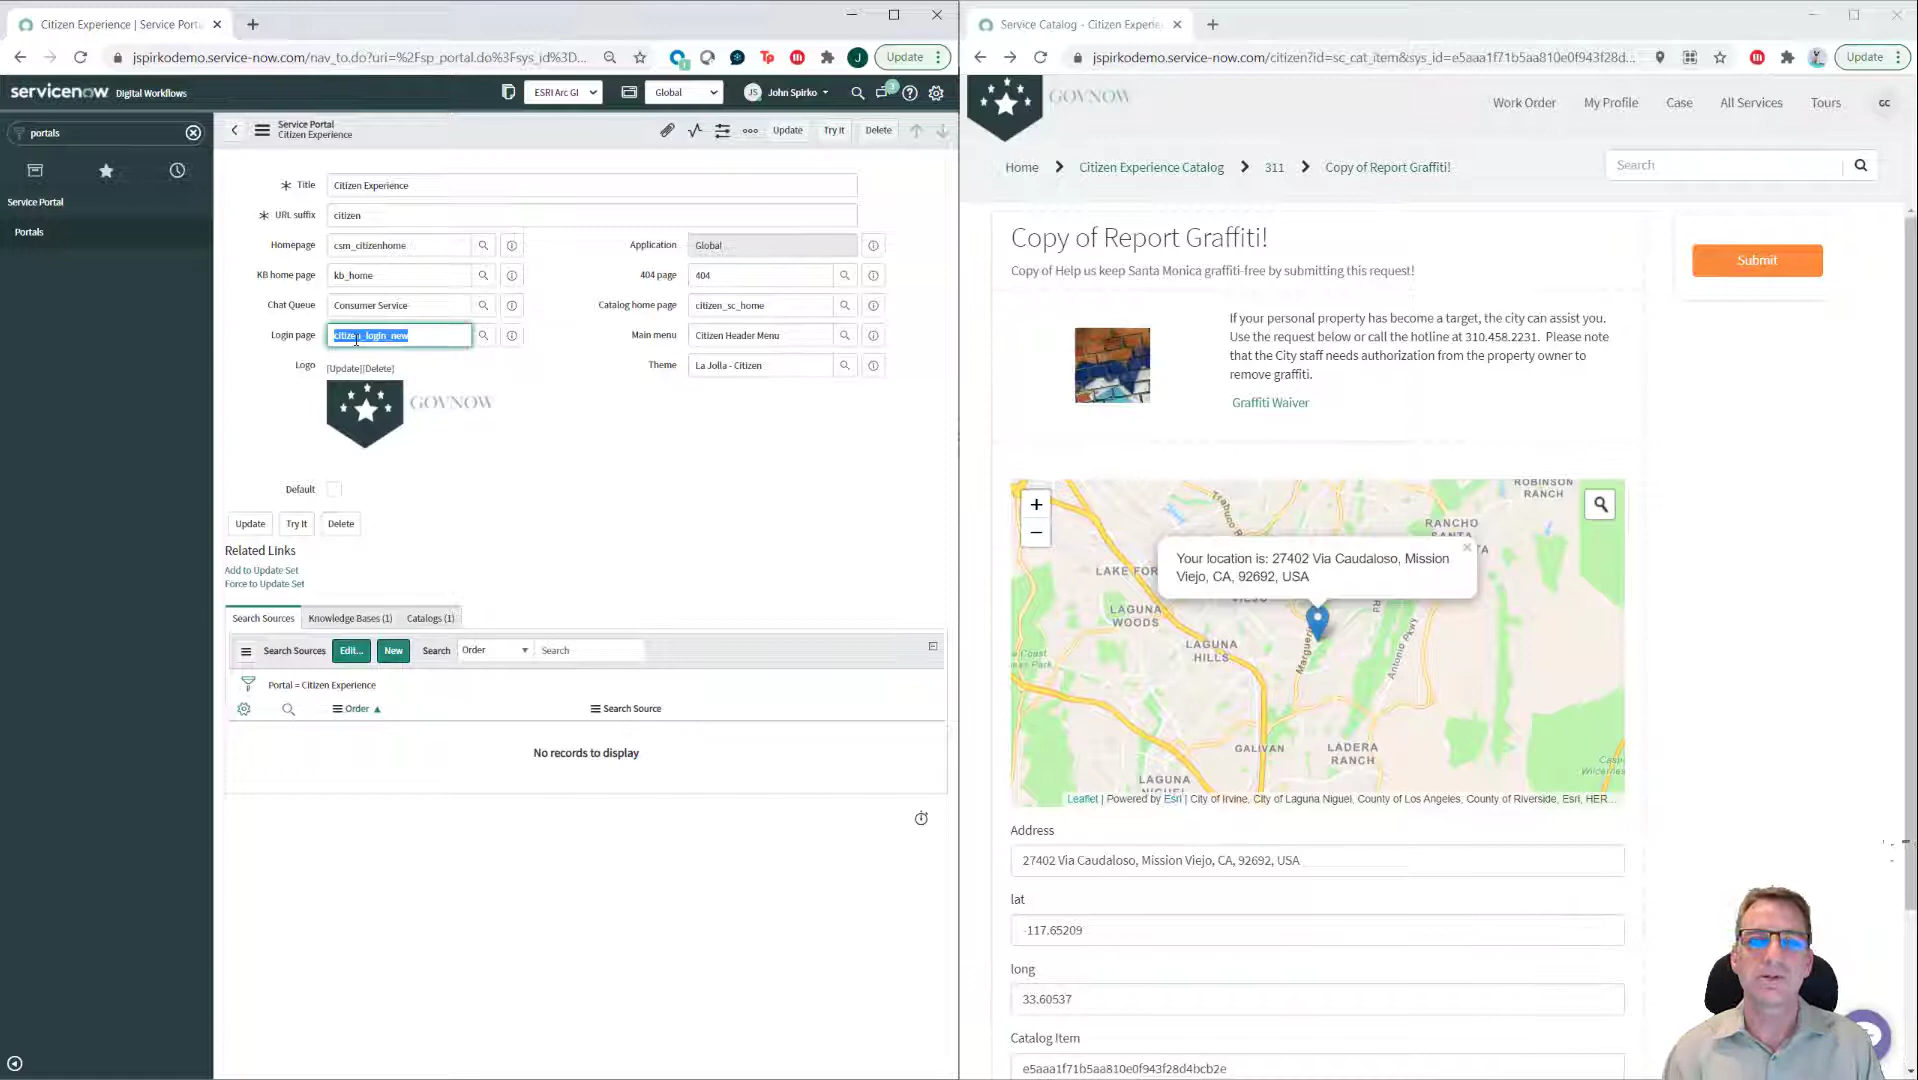 Citizen Experience | Service Port
jspirkodemo.service-now.com/nav_to.do?uri=%2Fsp_portal.do%3Fsys_id%3D...
Update
servicenow Digital Workflows
ESRI Arc GI
Global
JS John Spirko
portals
Service Portal
Portals
Service Portal
Citizen Experience
Update
Try It
Delete
Title
Citizen Experience
URL suffix
citizen
Homepage
csm_citizenhome
Application
Global
KB home page
kb_home
404 page
404
Chat Queue
Consumer Service
Catalog home page
citizen_sc_home
Login page
citizen_login_new
Main menu
Citizen Header Menu
Logo
[Update][Delete]
Theme
La Jolla - Citizen
GOVNOW
Default
Update
Try It
Delete
Related Links
Add to Update Set
Force to Update Set
Search Sources
Knowledge Bases (1)
Catalogs (1)
Search Sources
Edit...
New
Search
Order
Search
Portal = Citizen Experience
Order
Search Source
No records to display
Service Catalog - Citizen Experie
jspirkodemo.service-now.com/citizen?id=sc_cat_item&sys_id=e5aaa1f71b5aa810e0f943f28d...
Update
GOVNOW
Work Order
My Profile
Case
All Services
Tours
GC
Home
Citizen Experience Catalog
311
Copy of Report Graffiti!
Search
Copy of Report Graffiti!
Copy of Help us keep Santa Monica graffiti-free by submitting this request!
Submit
If your personal property has become a target, the city can assist you.
Use the request below or call the hotline at 310.458.2231. Please note
that the City staff needs authorization from the property owner to
remove graffiti.
Graffiti Waiver
+
−
ROBINSON
RANCH
Trabuco R
RANCHO
Your location is: 27402 Via Caudaloso, Mission
Viejo, CA, 92692, USA
LAKE FOR
VIEJO
LAGUNA
WOODS
LAGUNA
HILLS
Marguerite
Antonio Pkwy
GALIVAN
LADERA
RANCH
LAGUNA
NIGUEL
Leaflet | Powered by Esri | City of Irvine, City of Laguna Niguel, County of Los Angeles, County of Riverside, Esri, HER...
Address
27402 Via Caudaloso, Mission Viejo, CA, 92692, USA
lat
-117.65209
long
33.60537
Catalog Item
e5aaa1f71b5aa810e0f943f28d4bcb2e